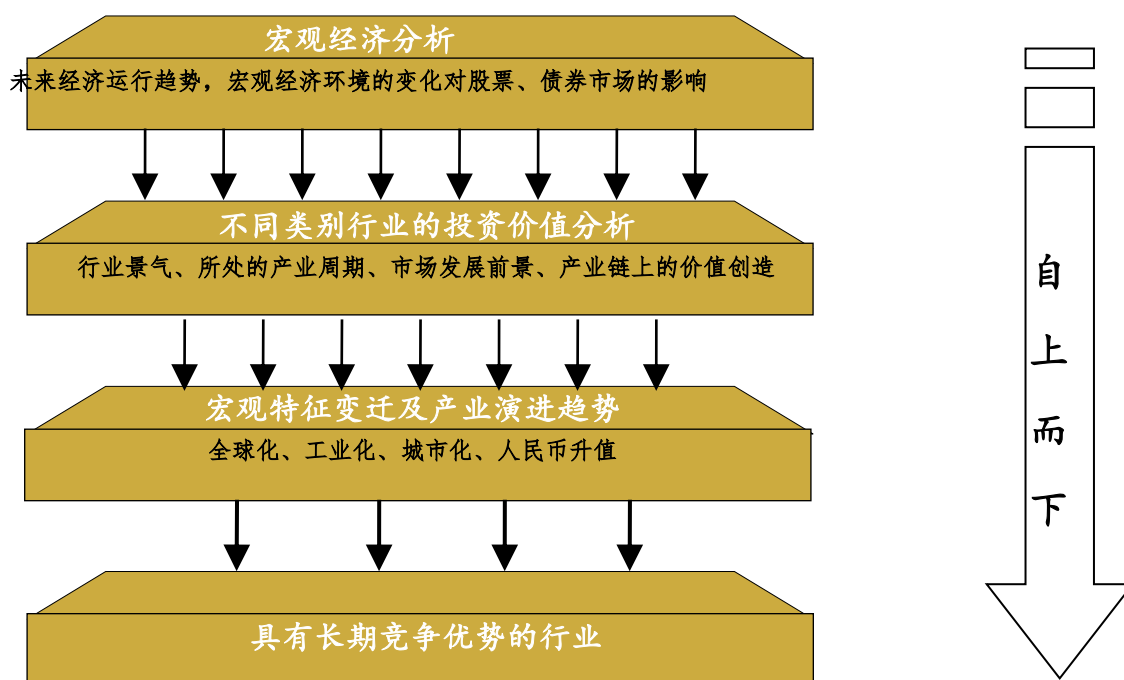 宏观经济分析
未来经济运行趋势，宏观经济环境的变化对股票、债券市场的影响
不同类别行业的投资价值分析
行业景气、所处的产业周期、市场发展前景、产业链上的价值创造
宏观特征变迁及产业演进趋势
全球化、工业化、城市化、人民币升值
具有长期竞争优势的行业
自
上
而
下